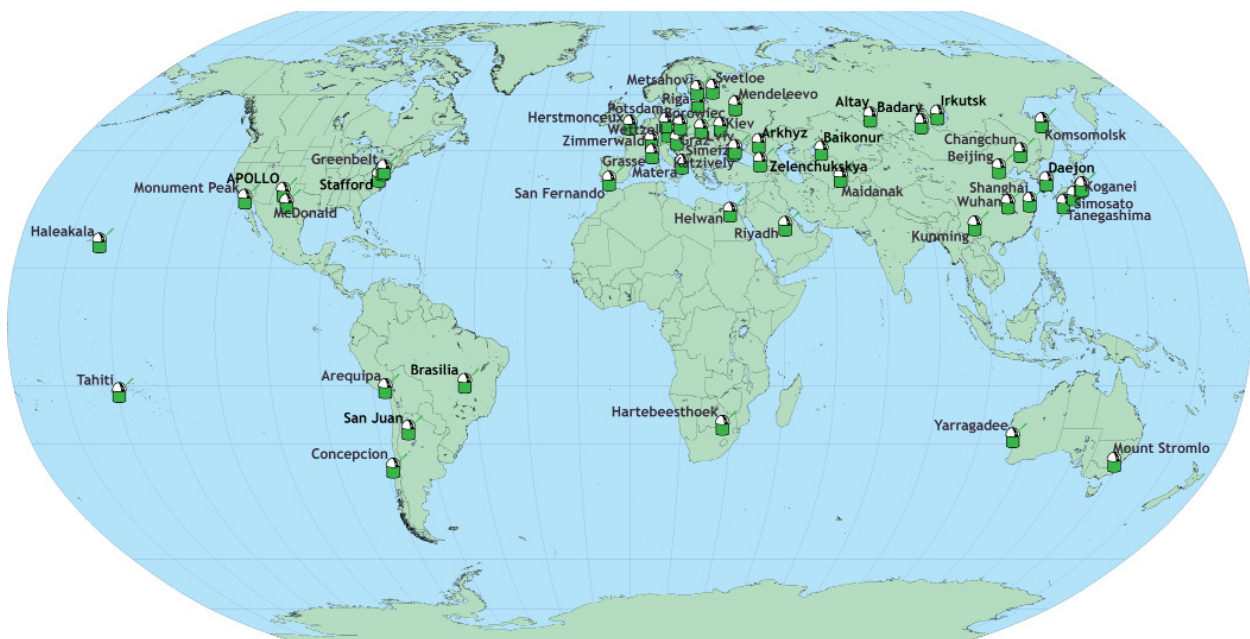 Metsahovi
Svetloe
Riga
Mendeleevo
Potsdam
Borowiec
Herstmonceux
Kiev
Wettzell
Lviv
Zimmerwald
Graz
Simeiz
Grasse
Katzively
Matera
San Fernando
Arkhyz
Zelenchukskya
Baikonur
Altay
Badary
Irkutsk
Komsomolsk
Changchun
Beijing
Daejon
Koganei
Shanghai
Simosato
Wuhan
Tanegashima
Maidanak
Kunming
Helwan
Riyadh
Greenbelt
APOLLO
Stafford
Monument Peak
McDonald
Haleakala
Tahiti
Arequipa
Brasilia
San Juan
Concepcion
Hartebeesthoek
Yarragadee
Mount Stromlo